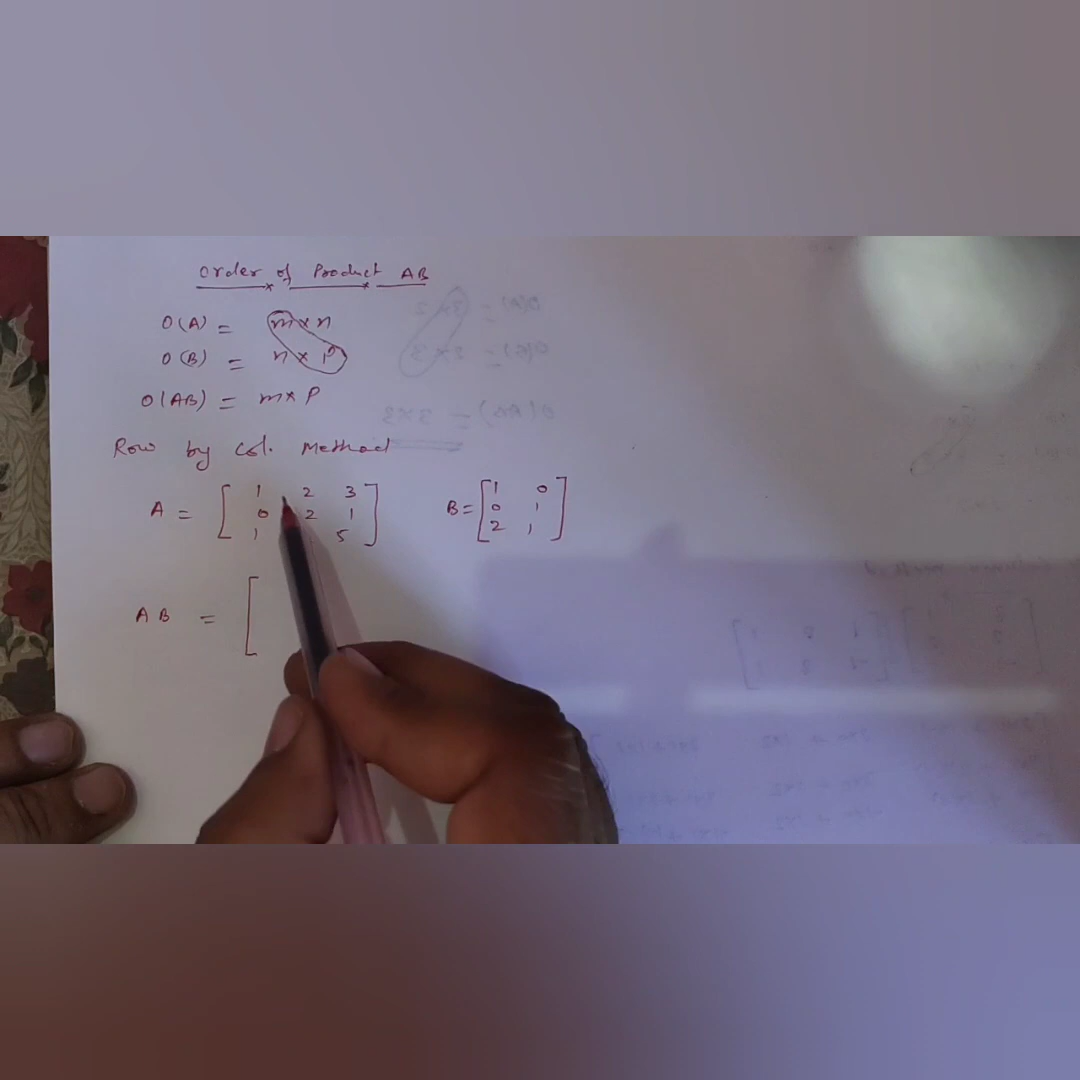 Order of Product AB
O(A) = m×n
O(B) = n×P
O(AB) = m×P
Row by Col. Method
A = [ 1 2 3 B = [ 1 0
0 2 1 ] 0 1 ]
1 5 2 1
AB = [